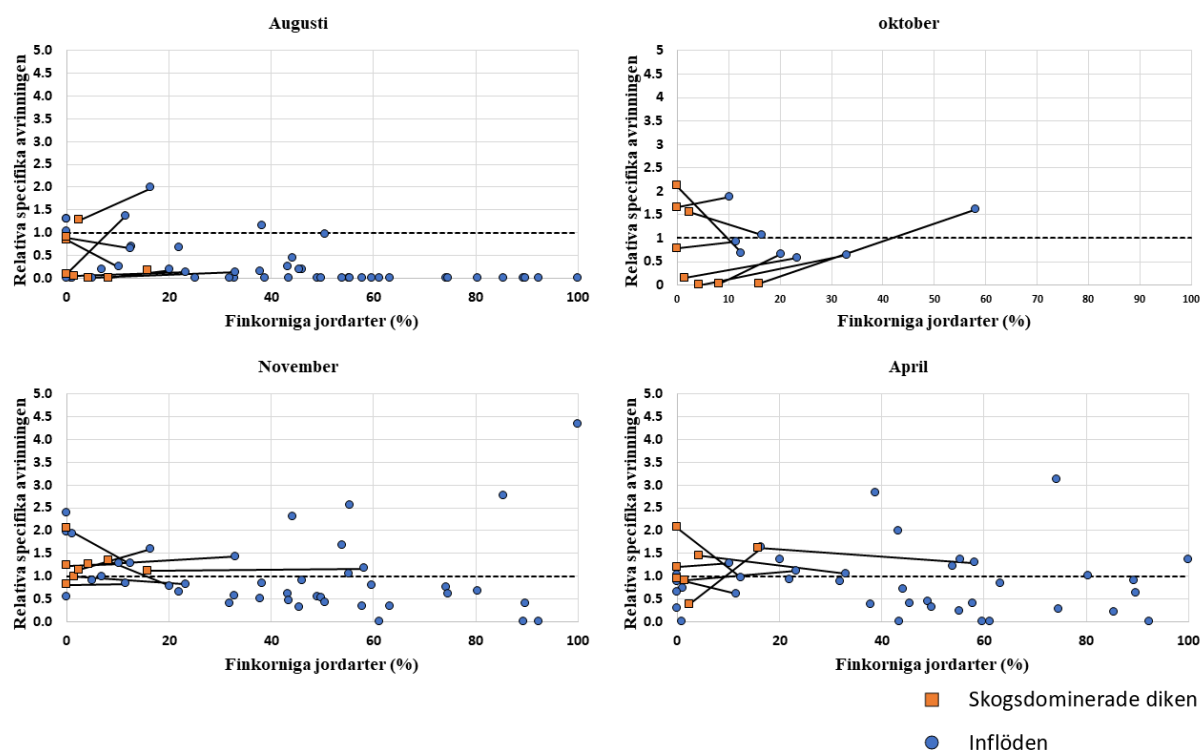 Augusti
Relativa specifika avrinningen
5.0
4.5
4.0
3.5
3.0
2.5
2.0
1.5
1.0
0.5
0.0
0 20 40 60 80 100
Finkorniga jordarter (%)
oktober
Relativa specifika avrinningen
5
4.5
4
3.5
3
2.5
2
1.5
1
0.5
0
0 10 20 30 40 50 60 70 80 90 100
Finkorniga jordarter (%)
November
Relativa specifika avrinningen
5.0
4.5
4.0
3.5
3.0
2.5
2.0
1.5
1.0
0.5
0.0
0 20 40 60 80 100
Finkorniga jordarter (%)
April
Relativa specifika avrinningen
5.0
4.5
4.0
3.5
3.0
2.5
2.0
1.5
1.0
0.5
0.0
0 20 40 60 80 100
Finkorniga jordarter (%)
Skogsdominerade diken
Inflöden